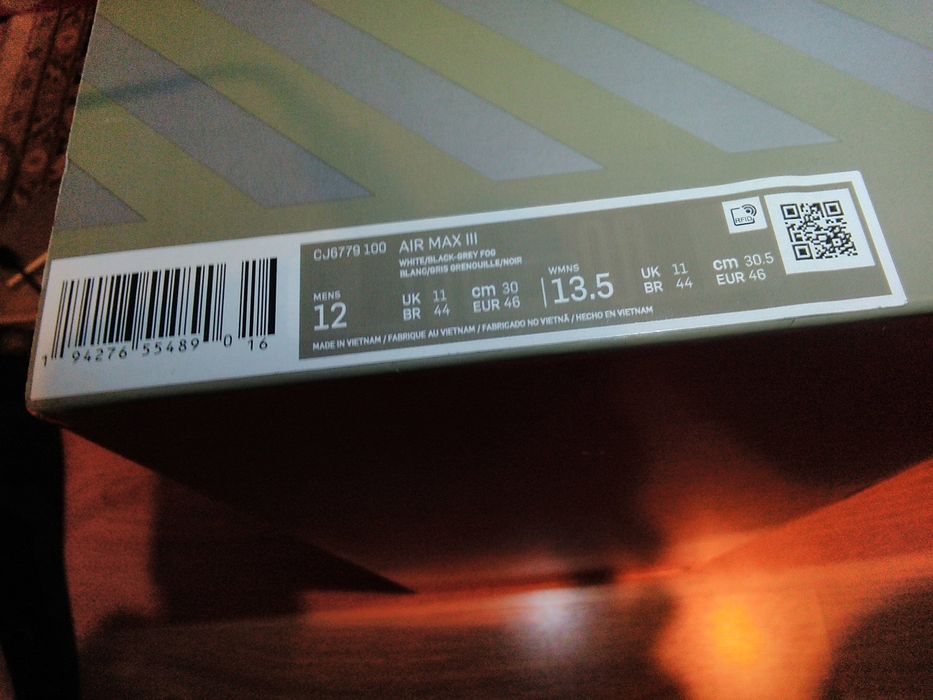 CJ6779 100 AIR MAX III
WHITE/BLACK-GREY FOG
BLANC/GRIS GRENOUILLE/NOIR
RFID
MENS
12
UK 11
BR 44
cm 30
EUR 46
WMNS
13.5
UK 11
BR 44
cm 30.5
EUR 46
MADE IN VIETNAM / FABRIQUE AU VIETNAM / FABRIGADO NO VIETNÃ / HECHO EN VIETNAM
1 94276 55489 0 16